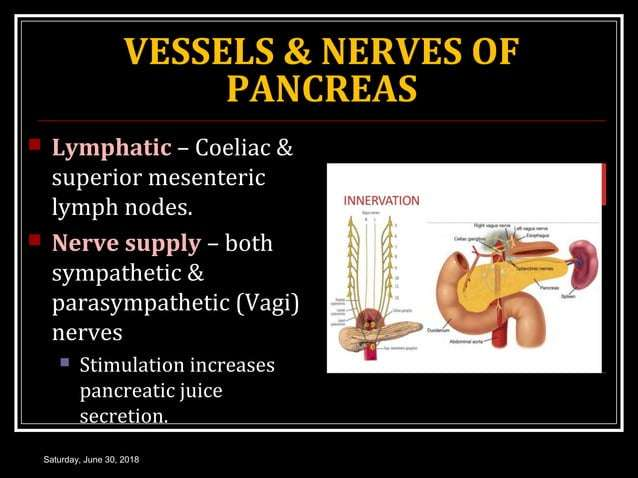 VESSELS & NERVES OF
PANCREAS
Lymphatic – Coeliac &
superior mesenteric
lymph nodes.
Nerve supply – both
sympathetic &
parasympathetic (Vagi)
nerves
Stimulation increases
pancreatic juice
secretion.
INNERVATION
Right vagus nerve
Left vagus nerve
Esophagus
Celiac ganglion
Splanchnic nerves
Pancreas
Spleen
Duodenum
Abdominal aorta
Saturday, June 30, 2018